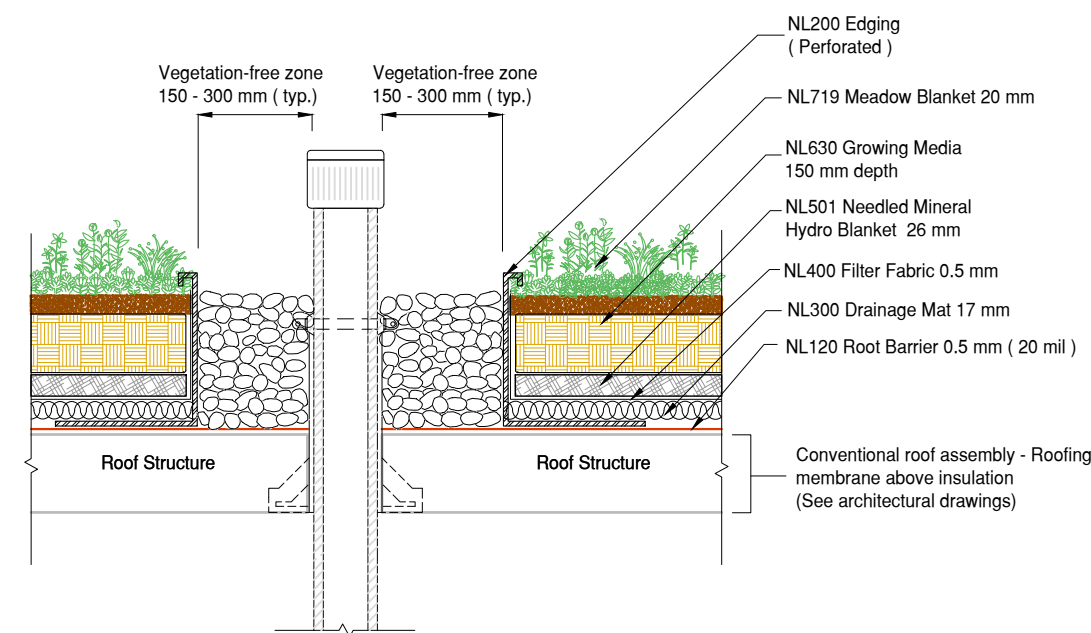 NL200 Edging
( Perforated )
Vegetation-free zone
150 - 300 mm ( typ.)
Vegetation-free zone
150 - 300 mm ( typ.)
NL719 Meadow Blanket 20 mm
NL630 Growing Media
150 mm depth
NL501 Needled Mineral
Hydro Blanket  26 mm
NL400 Filter Fabric 0.5 mm
NL300 Drainage Mat 17 mm
NL120 Root Barrier 0.5 mm ( 20 mil )
Roof Structure
Roof Structure
Conventional roof assembly - Roofing
membrane above insulation
(See architectural drawings)